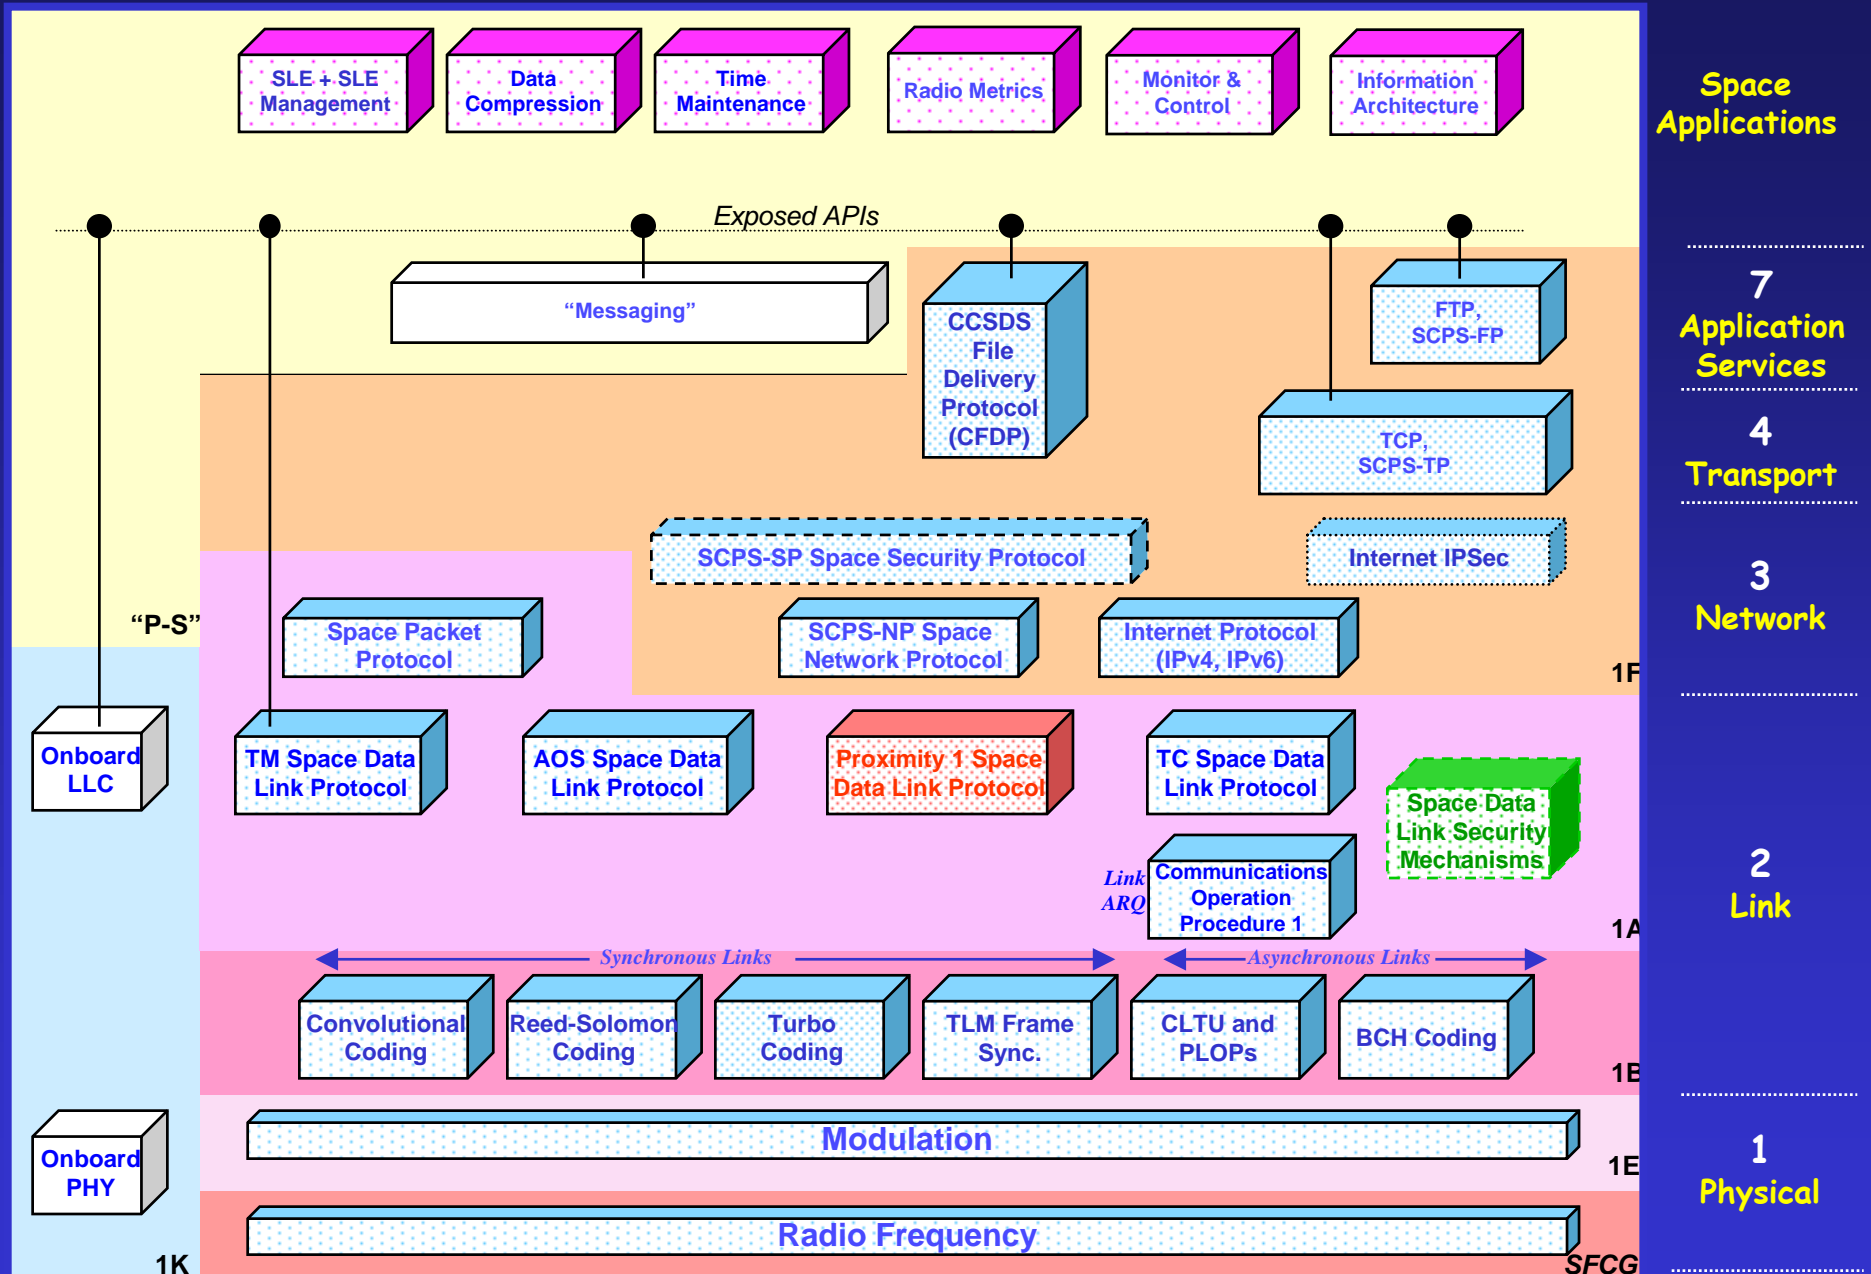 SLE + SLE
Management
Data
Compression
Time
Maintenance
Radio Metrics
Monitor &
Control
Information
Architecture
Space
Applications
Exposed APIs
“Messaging”
CCSDS
File
Delivery
Protocol
(CFDP)
FTP,
SCPS-FP
7
Application
Services
TCP,
SCPS-TP
4
Transport
SCPS-SP Space Security Protocol
Internet IPSec
3
Network
“P-S”
Space Packet
Protocol
SCPS-NP Space
Network Protocol
Internet Protocol
(IPv4, IPv6)
1F
Onboard
LLC
TM Space Data
Link Protocol
AOS Space Data
Link Protocol
Proximity 1 Space
Data Link Protocol
TC Space Data
Link Protocol
Space Data
Link Security
Mechanisms
Link
ARQ
Communications
Operation
Procedure 1
1A
2
Link
Synchronous Links
Asynchronous Links
Convolutional
Coding
Reed-Solomon
Coding
Turbo
Coding
TLM Frame
Sync.
CLTU and
PLOPs
BCH Coding
1B
Onboard
PHY
Modulation
1E
1
Physical
Radio Frequency
1K
SFCG